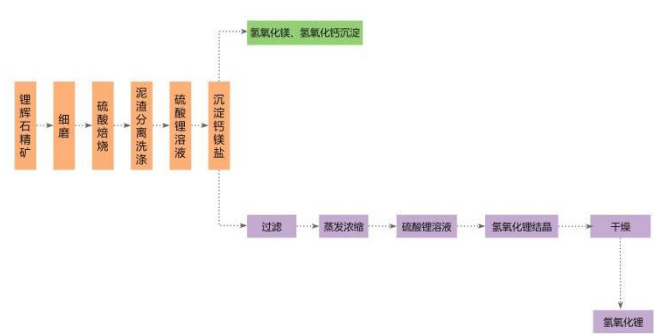 氢氧化镁、氢氧化钙沉淀
锂辉石精矿
细磨
硫酸焙烧
泥渣分离洗涤
硫酸锂溶液
沉淀钙镁盐
过滤
蒸发浓缩
硫酸锂溶液
氢氧化锂结晶
干燥
氢氧化锂